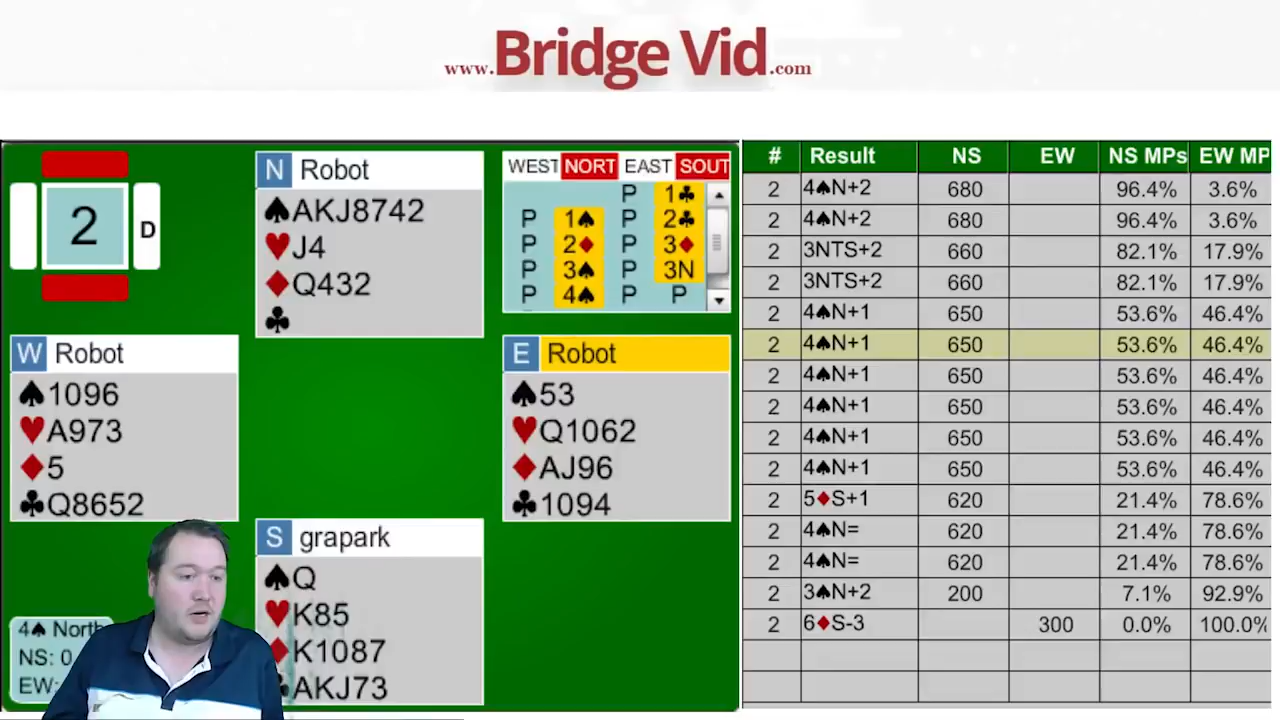 www.Bridge Vid.com
2
D
N Robot
♠AKJ8742
♥J4
♦Q432
♣
WEST NORT EAST SOUT
P 1♣
P 1♠ P 2♣
P 2♦ P 3♦
P 3♠ P 3N
P 4♠ P P
W Robot
♠1096
♥A973
♦5
♣Q8652
E Robot
♠53
♥Q1062
♦AJ96
♣1094
S grapark
♠Q
♥K85
♦K1087
♣AKJ73
4♠ North
NS: 0
EW:
# Result NS EW NS MPs EW MP
2 4♠N+2 680 96.4% 3.6%
2 4♠N+2 680 96.4% 3.6%
2 3NTS+2 660 82.1% 17.9%
2 3NTS+2 660 82.1% 17.9%
2 4♠N+1 650 53.6% 46.4%
2 4♠N+1 650 53.6% 46.4%
2 4♠N+1 650 53.6% 46.4%
2 4♠N+1 650 53.6% 46.4%
2 4♠N+1 650 53.6% 46.4%
2 4♠N+1 650 53.6% 46.4%
2 5♦S+1 620 21.4% 78.6%
2 4♠N= 620 21.4% 78.6%
2 4♠N= 620 21.4% 78.6%
2 3♠N+2 200 7.1% 92.9%
2 6♦S-3 300 0.0% 100.0%